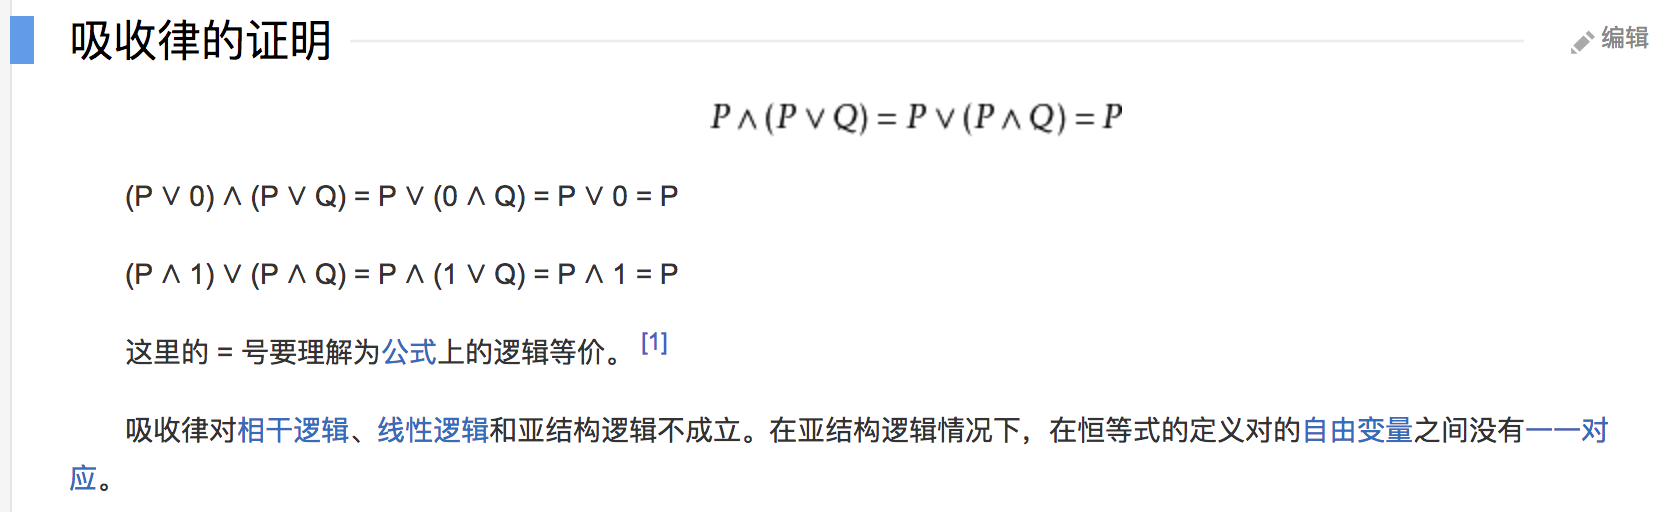 吸收律的证明
编辑
P ∧ (P ∨ Q) = P ∨ (P ∧ Q) = P
(P ∨ 0) ∧ (P ∨ Q) = P ∨ (0 ∧ Q) = P ∨ 0 = P
(P ∧ 1) ∨ (P ∧ Q) = P ∧ (1 ∨ Q) = P ∧ 1 = P
这里的 = 号要理解为公式上的逻辑等价。 [1]
吸收律对相干逻辑、线性逻辑和亚结构逻辑不成立。在亚结构逻辑情况下，在恒等式的定义对的自由变量之间没有一一对
应。